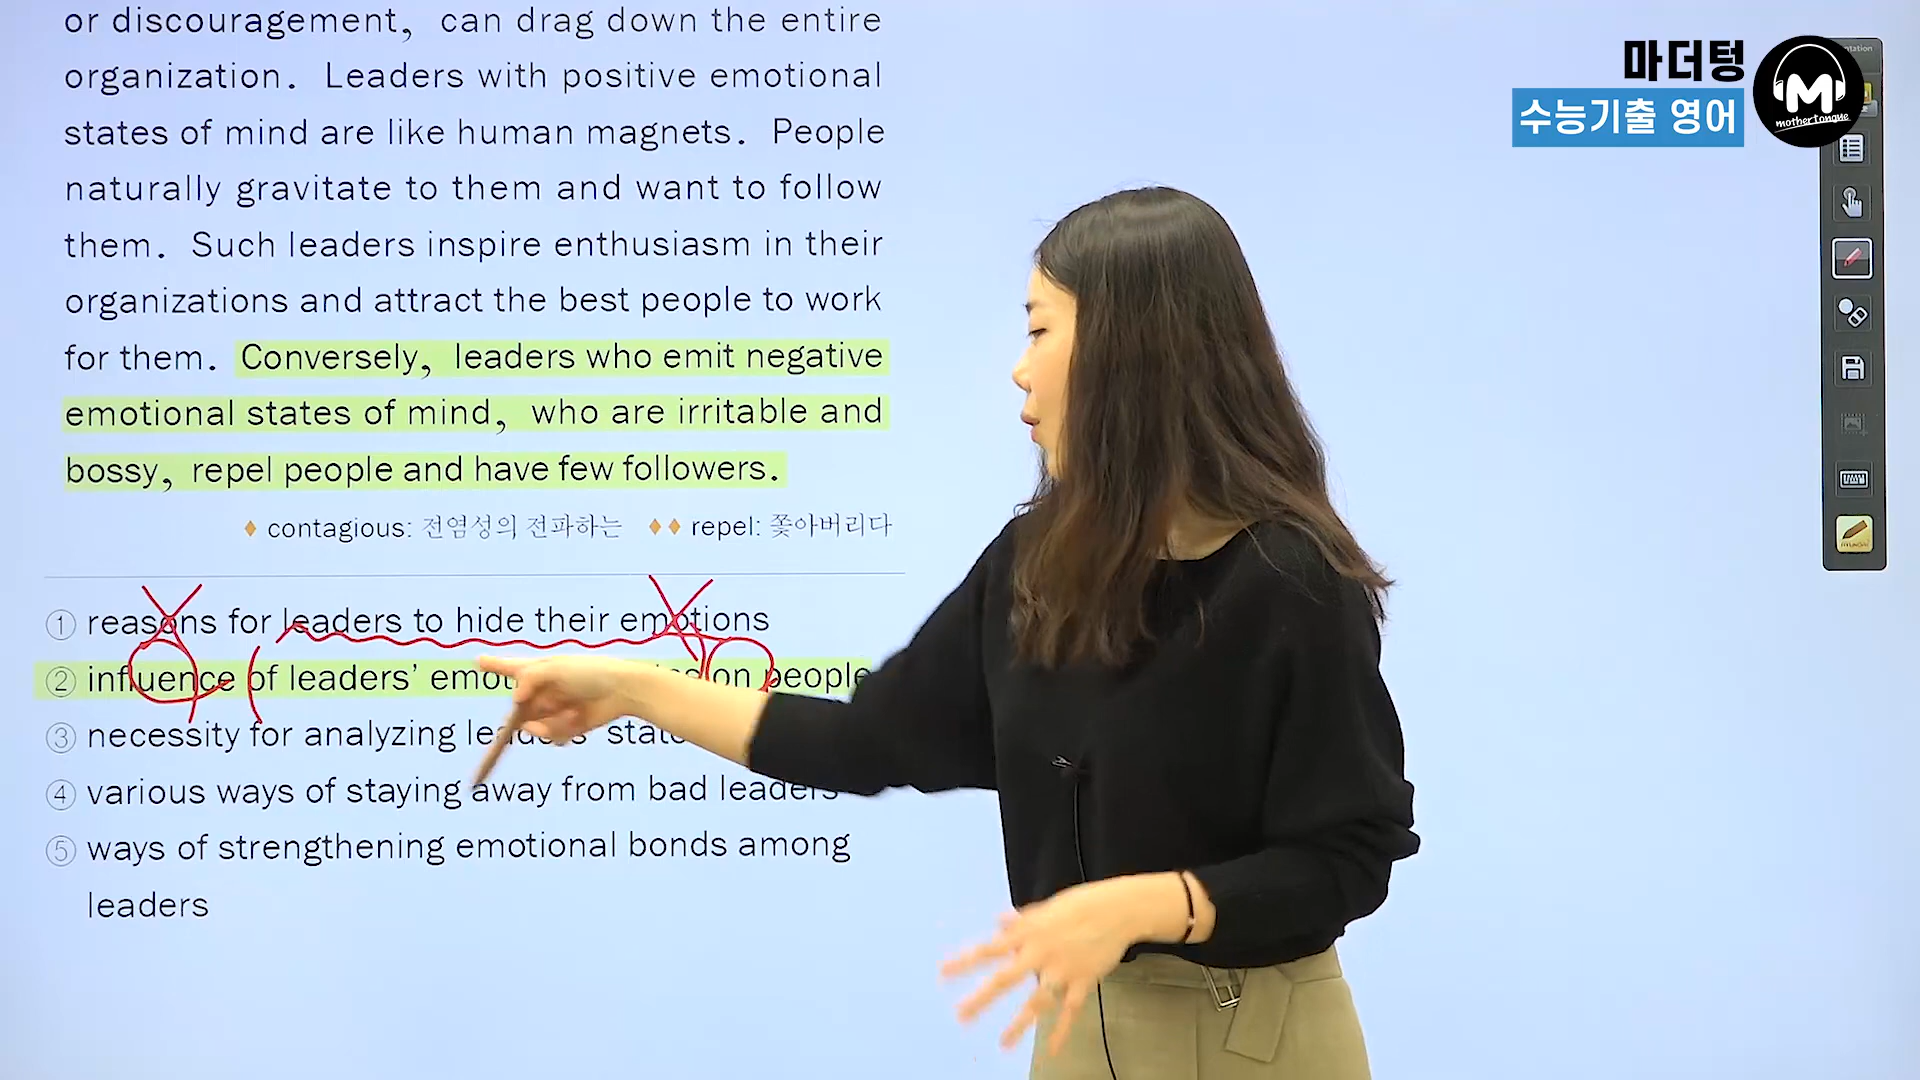 or discouragement, can drag down the entire
organization. Leaders with positive emotional
states of mind are like human magnets. People
naturally gravitate to them and want to follow
them. Such leaders inspire enthusiasm in their
organizations and attract the best people to work
for them. Conversely, leaders who emit negative
emotional states of mind, who are irritable and
bossy, repel people and have few followers.
♦ contagious: 전염성의 전파하는 ♦♦ repel: 쫓아버리다
① reasons for leaders to hide their emotions
② influence of leaders' on people
③ necessity for analyzing leaders'
④ various ways of staying away from bad leaders
⑤ ways of strengthening emotional bonds among
leaders
마더텅
수능기출 영어
M
mothertongue